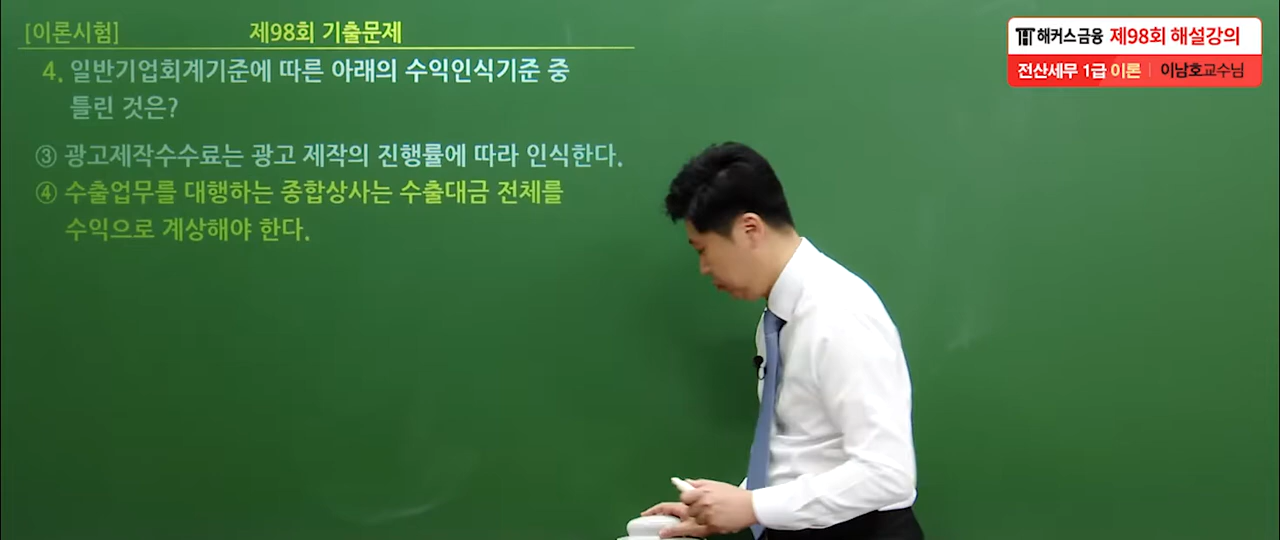 [이론시험] 제98회 기출문제
4. 일반기업회계기준에 따른 아래의 수익인식기준 중
틀린 것은?
③ 광고제작수수료는 광고 제작의 진행률에 따라 인식한다.
④ 수출업무를 대행하는 종합상사는 수출대금 전체를
수익으로 계상해야 한다.
해커스금융 제98회 해설강의
전산세무 1급 이론 | 이남호교수님